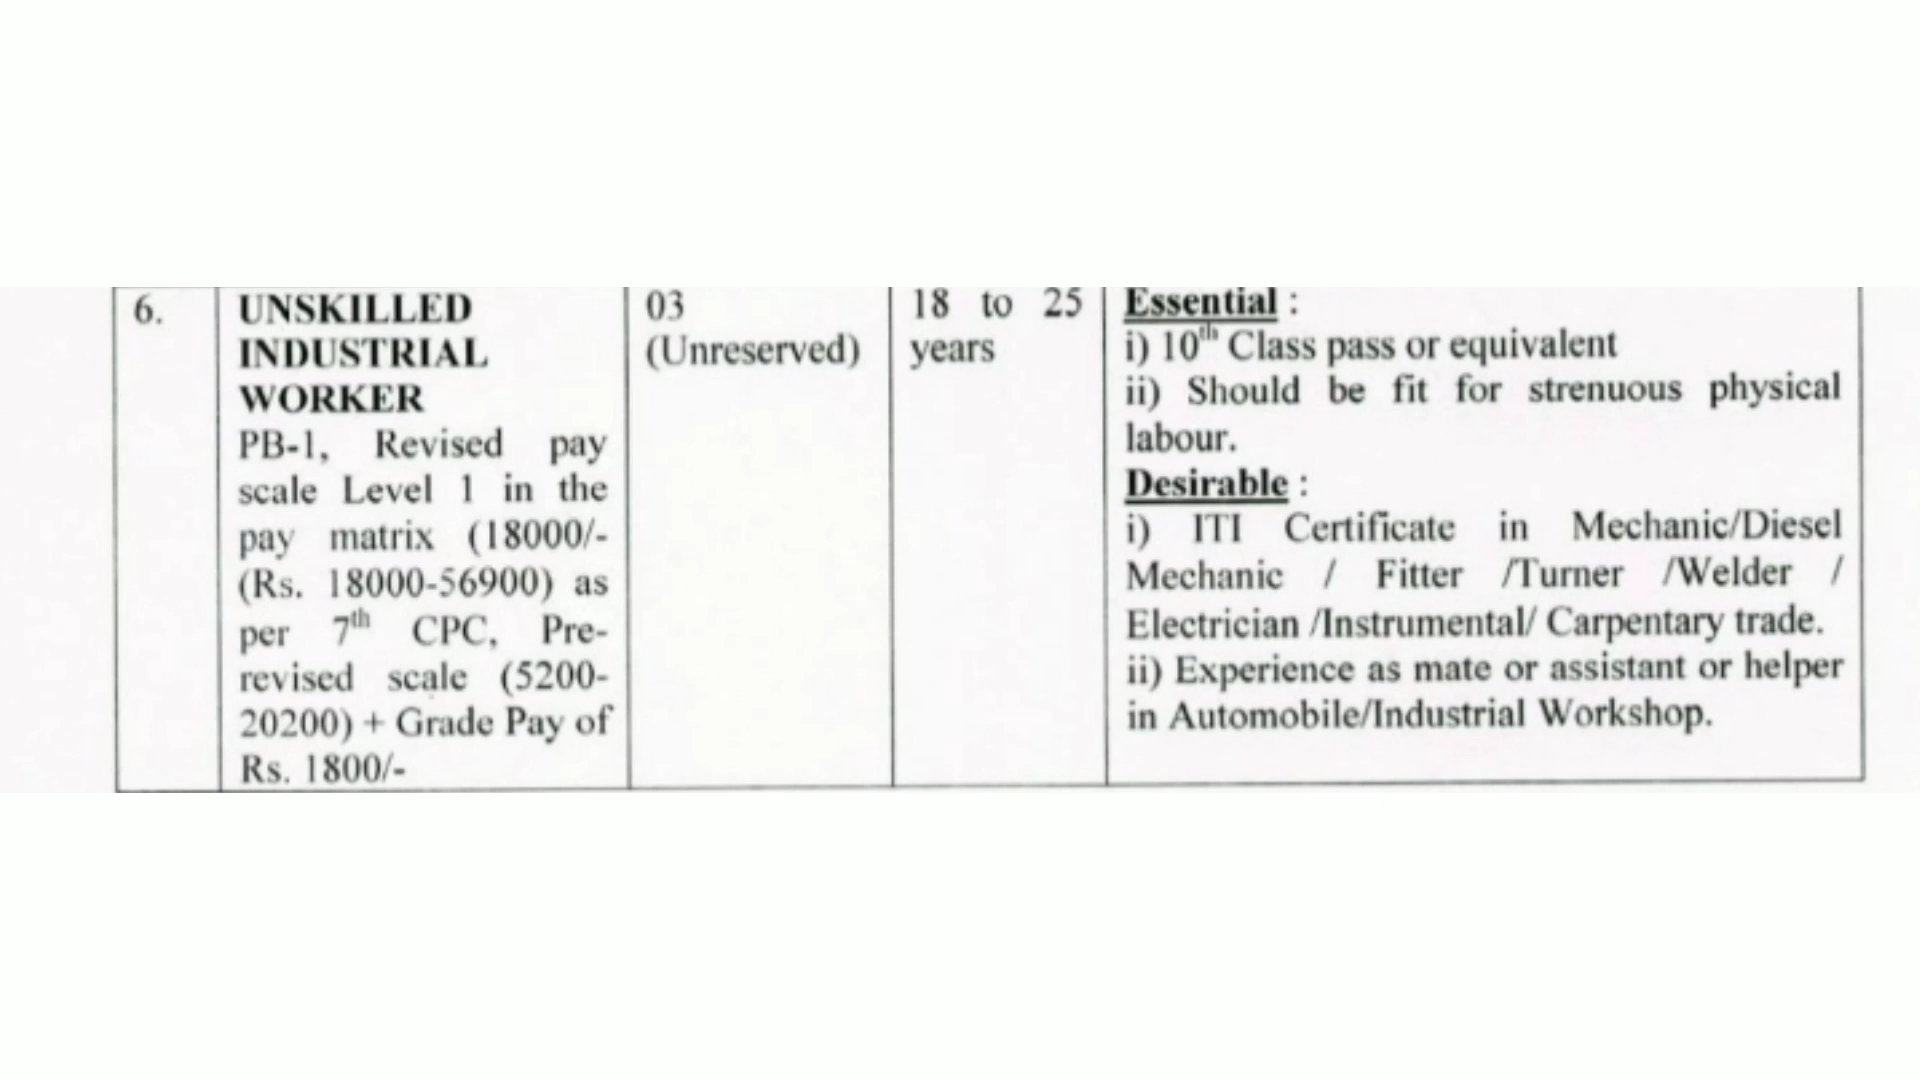 6.
UNSKILLED
INDUSTRIAL
WORKER
PB-1, Revised pay
scale Level 1 in the
pay matrix (18000/-
(Rs. 18000-56900) as
per 7th CPC, Pre-
revised scale (5200-
20200) + Grade Pay of
Rs. 1800/-
03
(Unreserved)
18 to 25
years
Essential :
i) 10th Class pass or equivalent
ii) Should be fit for strenuous physical
labour.
Desirable :
i) ITI Certificate in Mechanic/Diesel
Mechanic / Fitter /Turner /Welder /
Electrician /Instrumental/ Carpentary trade.
ii) Experience as mate or assistant or helper
in Automobile/Industrial Workshop.